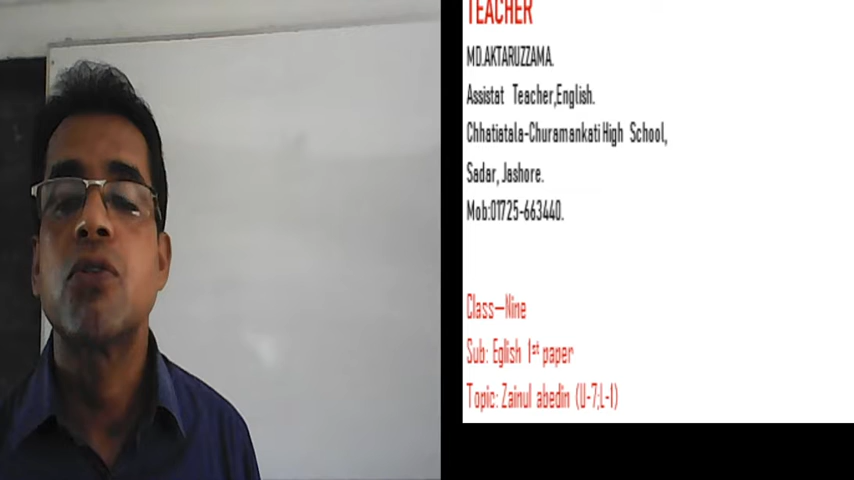 TEACHER
MD.AKTARUZZAMA.
Assistat Teacher,English.
Chhatiatala-Churamankati High School,
Sadar, Jashore.
Mob:01725-663440.
Class—Nine
Sub: Eglish 1st paper
Topic: Zainul abedin (U-7;L-1)